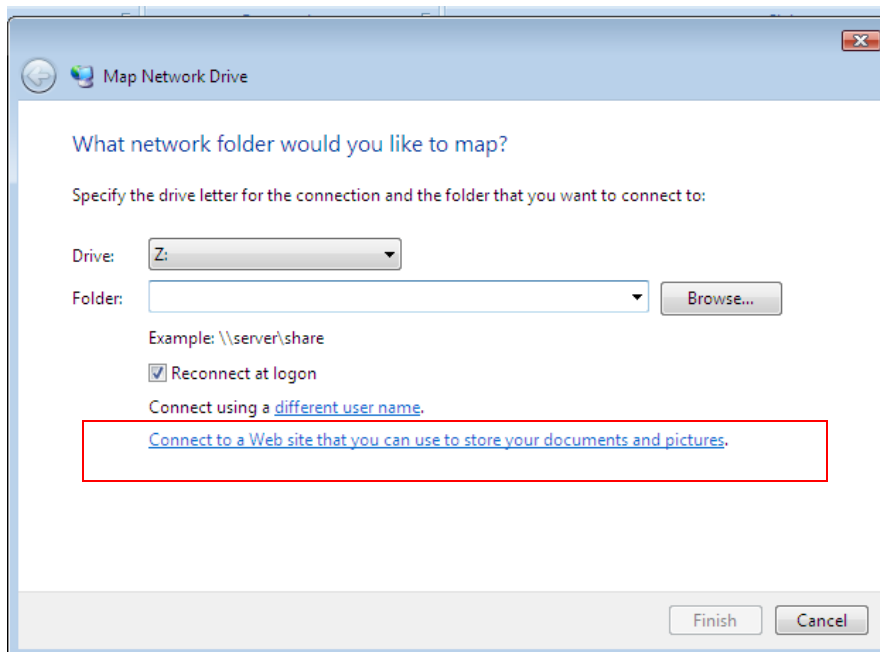 Map Network Drive
What network folder would you like to map?
Specify the drive letter for the connection and the folder that you want to connect to:
Drive: Z:
Folder: Browse...
Example: \\server\share
Reconnect at logon
Connect using a different user name.
Connect to a Web site that you can use to store your documents and pictures.
Finish Cancel